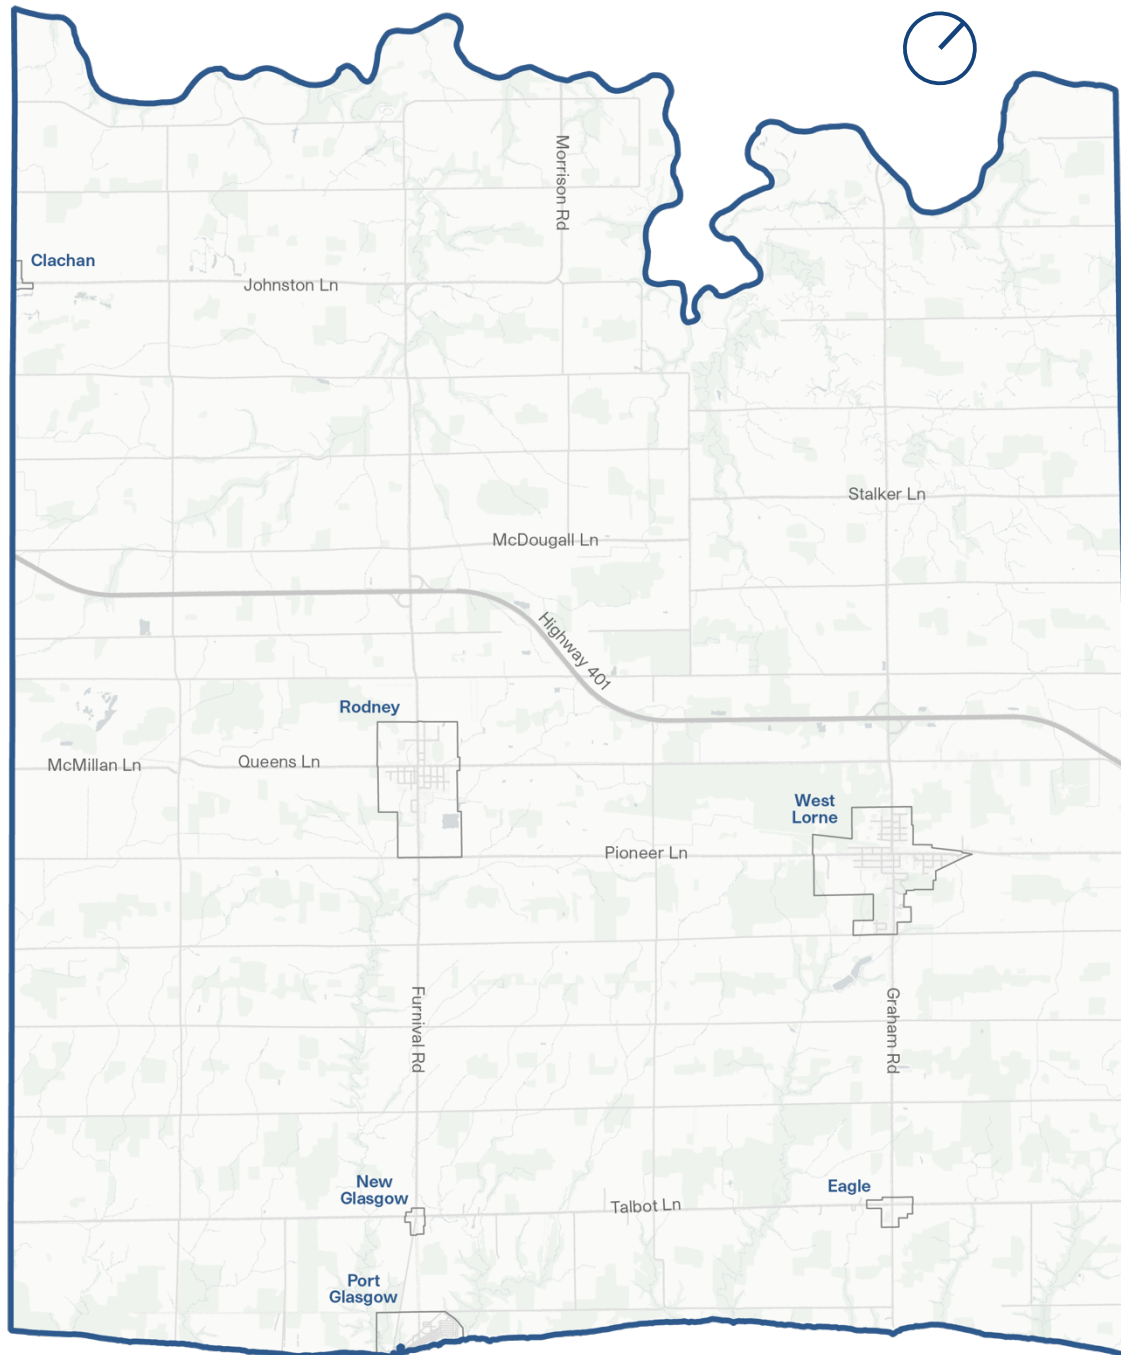 Morrison Rd
Clachan
Johnston Ln
Stalker Ln
McDougall Ln
Highway 401
Rodney
McMillan Ln
Queens Ln
West
Lorne
Pioneer Ln
Furnival Rd
Graham Rd
New
Glasgow
Eagle
Talbot Ln
Port
Glasgow